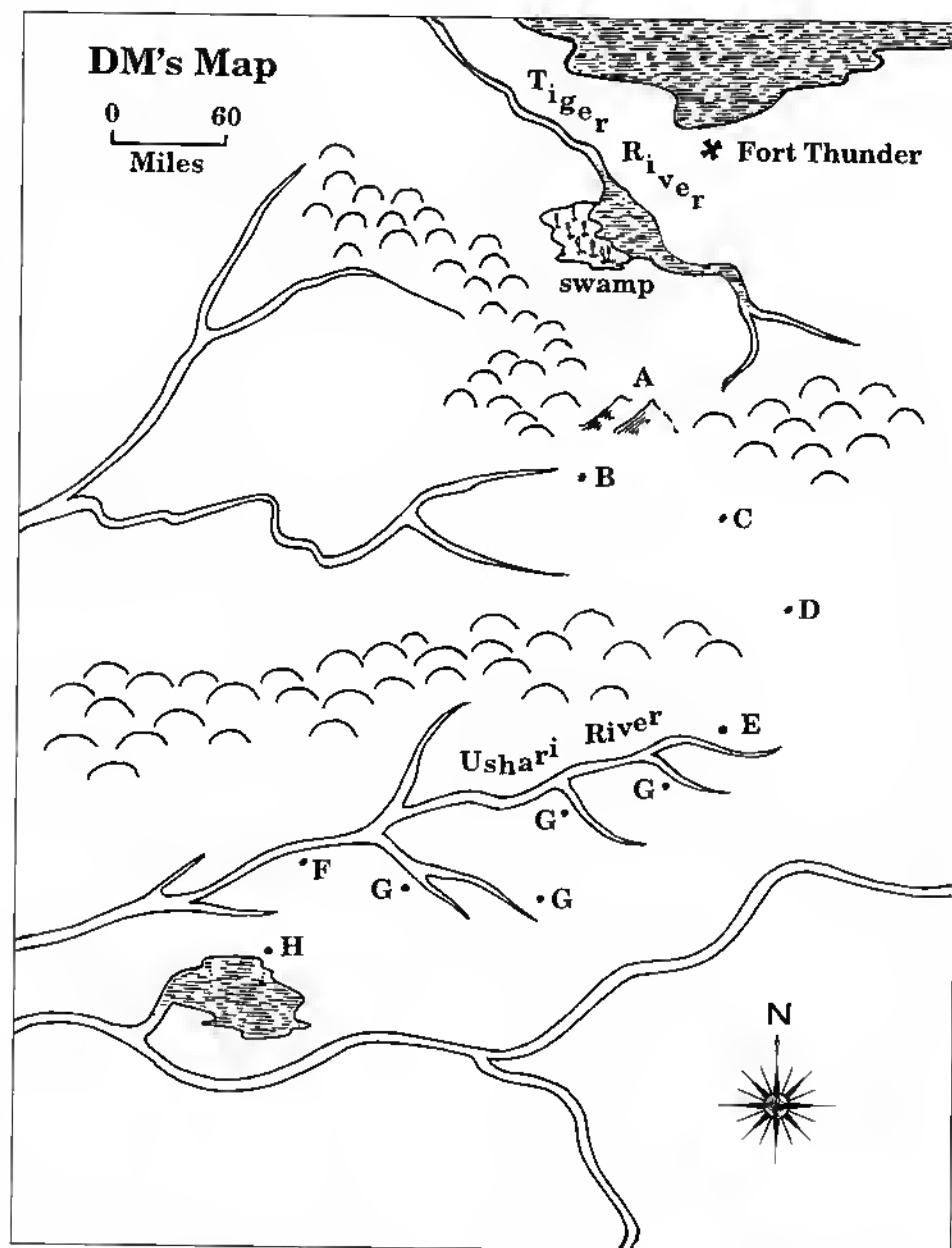 DM's Map
0 60
Miles
Tiger
River
Fort Thunder
swamp
A
B
C
D
E
Ushari River
G
G
F
G
G
H
N